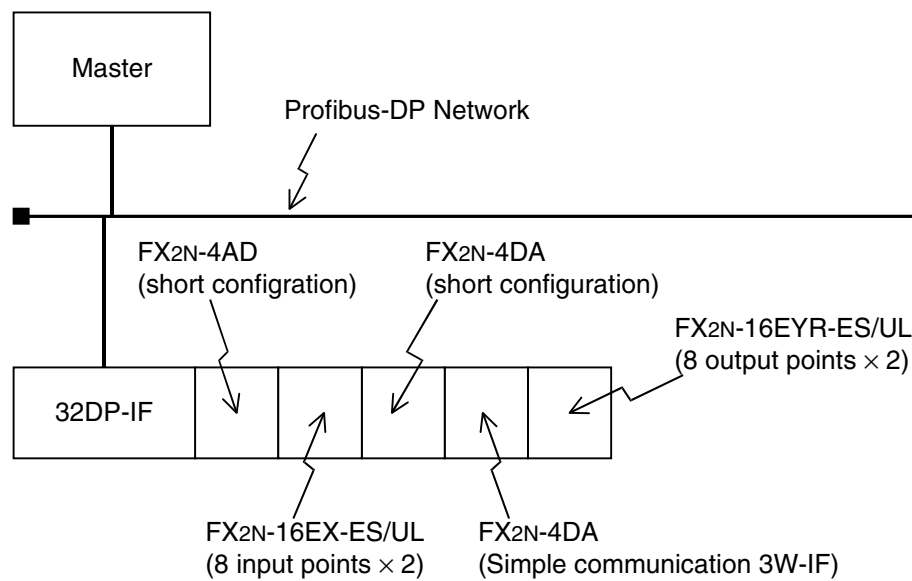 Master
Profibus-DP Network
FX2N-4AD
(short configration)
FX2N-4DA
(short configuration)
FX2N-16EYR-ES/UL
(8 output points × 2)
32DP-IF
FX2N-16EX-ES/UL
(8 input points × 2)
FX2N-4DA
(Simple communication 3W-IF)